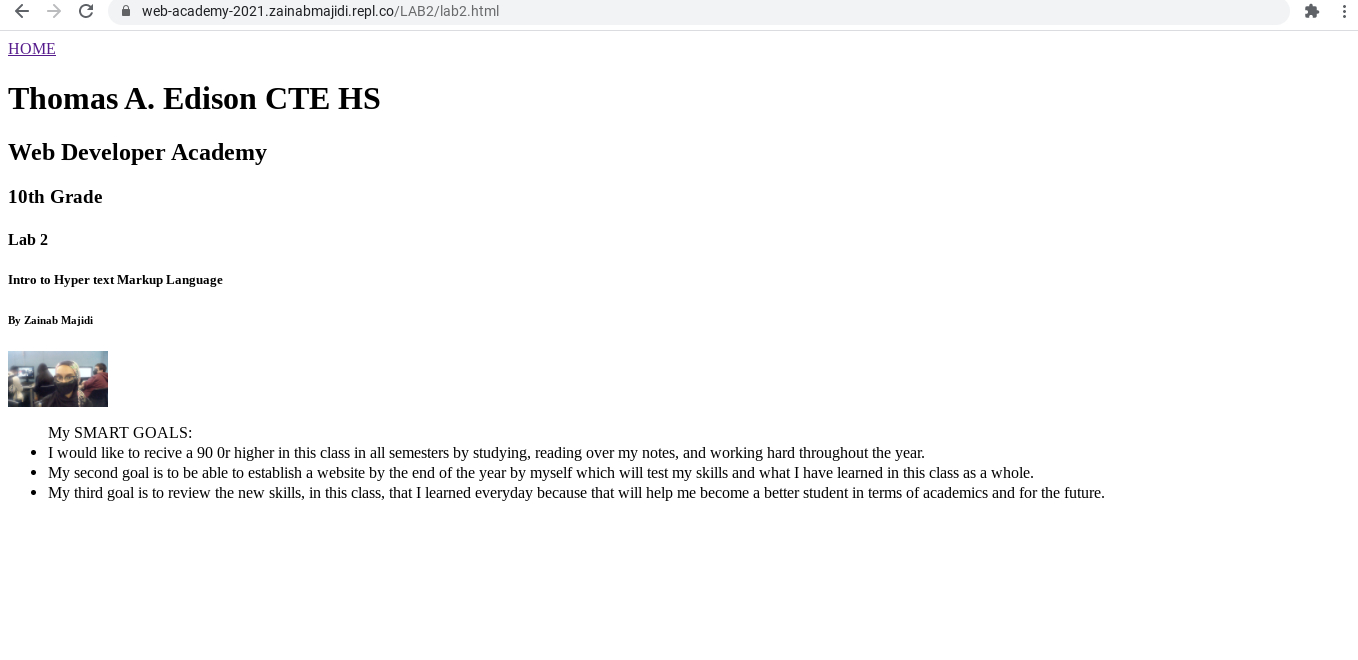 web-academy-2021.zainabmajidi.repl.co/LAB2/lab2.html
HOME
Thomas A. Edison CTE HS
Web Developer Academy
10th Grade
Lab 2
Intro to Hyper text Markup Language
By Zainab Majidi
My SMART GOALS:
I would like to recive a 90 0r higher in this class in all semesters by studying, reading over my notes, and working hard throughout the year.
My second goal is to be able to establish a website by the end of the year by myself which will test my skills and what I have learned in this class as a whole.
My third goal is to review the new skills, in this class, that I learned everyday because that will help me become a better student in terms of academics and for the future.